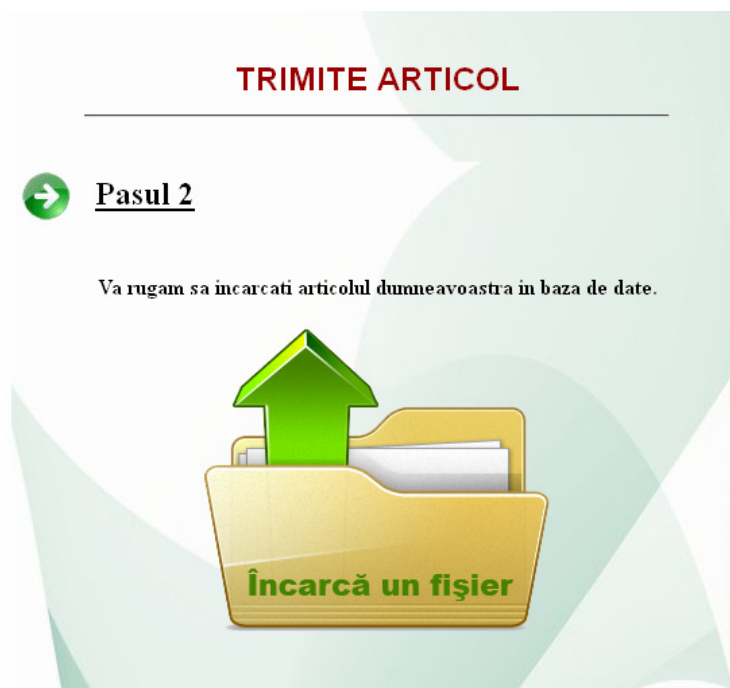 TRIMITE ARTICOL
Pasul 2
Va rugam sa incarcati articolul dumneavoastra in baza de date.
Încarcă un fişier